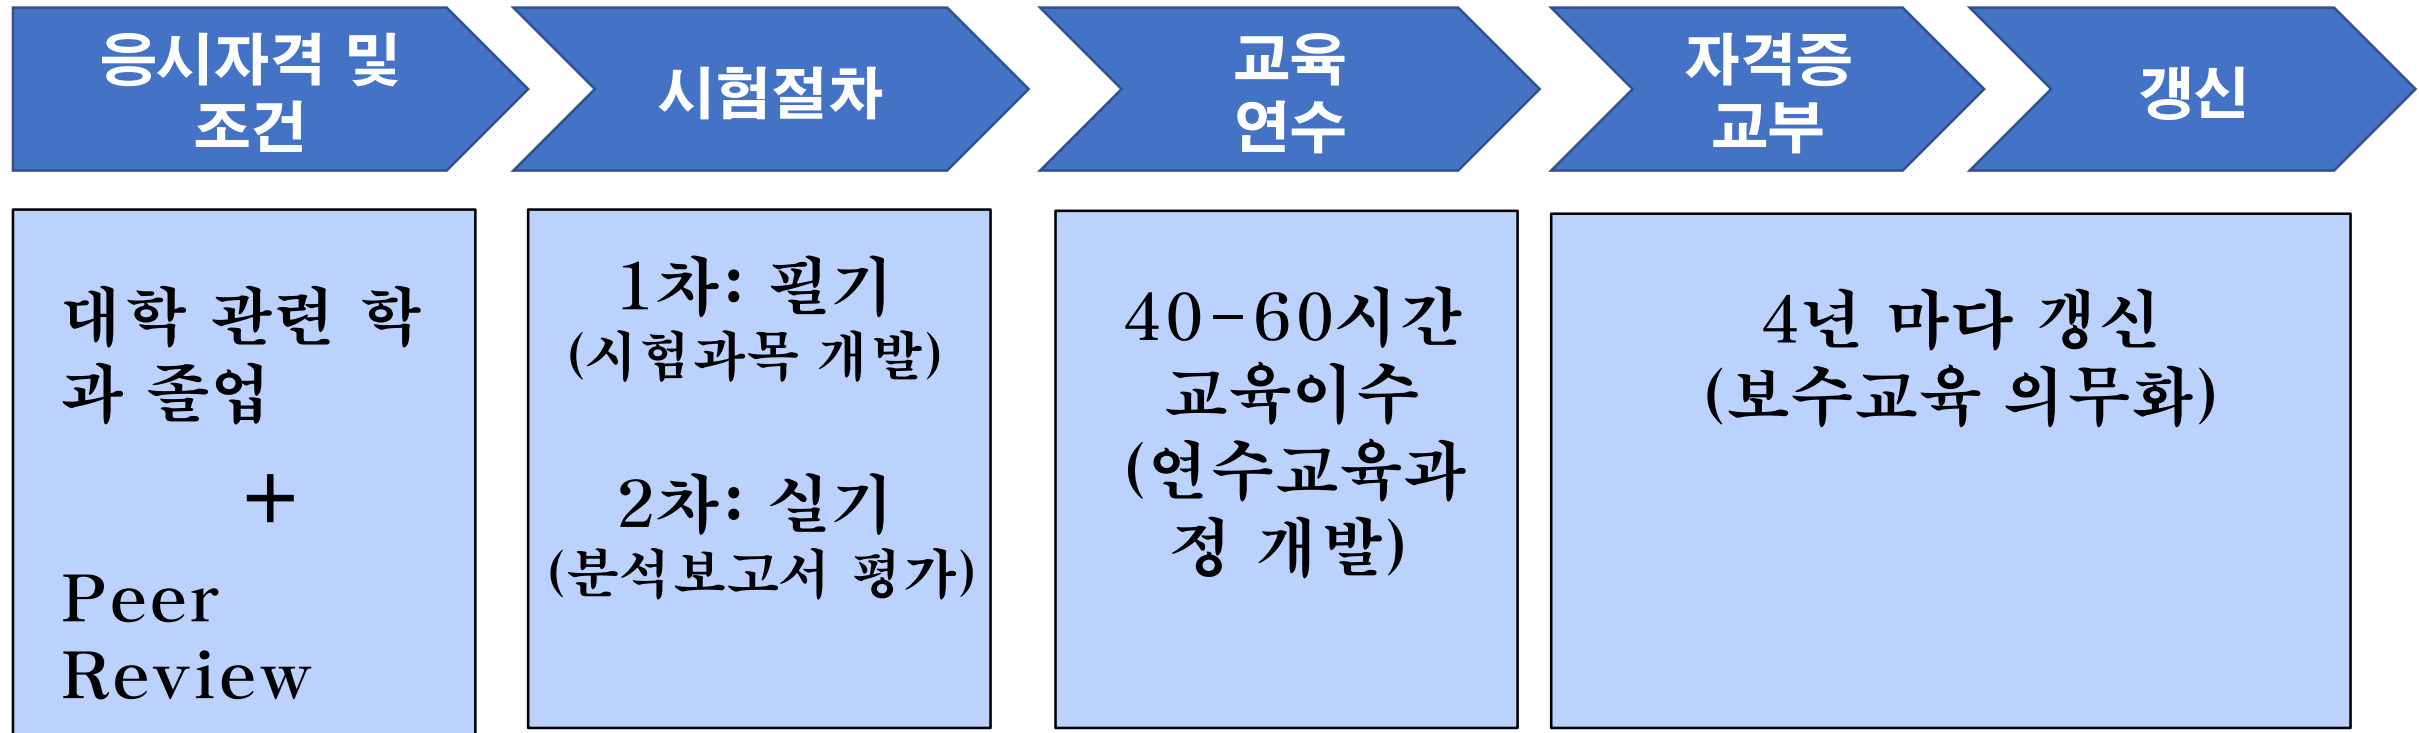 응시자격 및
조건
시험절차
교육
연수
자격증
교부
갱신
대학 관련 학
과 졸업
+
Peer
Review
1차: 필기
(시험과목 개발)
2차: 실기
(분석보고서 평가)
40-60시간
교육이수
(연수교육과
정 개발)
4년 마다 갱신
(보수교육 의무화)